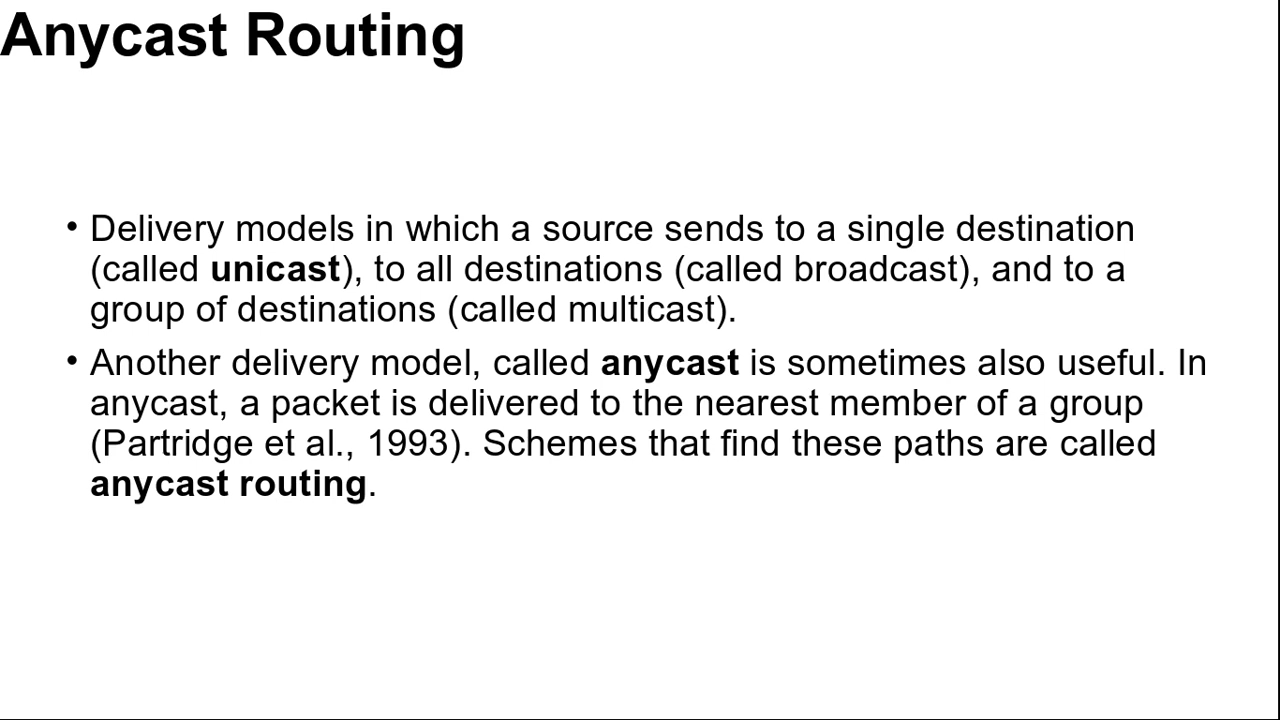 Anycast Routing
• Delivery models in which a source sends to a single destination
(called unicast), to all destinations (called broadcast), and to a
group of destinations (called multicast).
• Another delivery model, called anycast is sometimes also useful. In
anycast, a packet is delivered to the nearest member of a group
(Partridge et al., 1993). Schemes that find these paths are called
anycast routing.